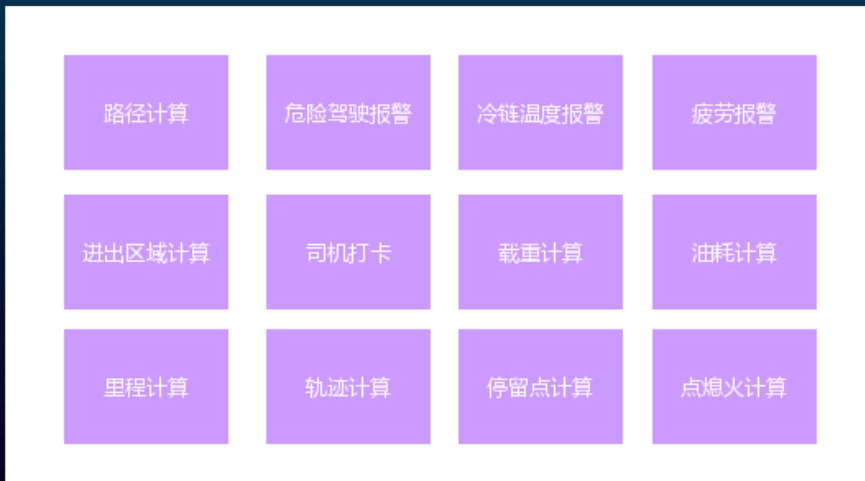 路径计算
危险驾驶报警
冷链温度报警
疲劳报警
进出区域计算
司机打卡
载重计算
油耗计算
里程计算
轨迹计算
停留点计算
点熄火计算